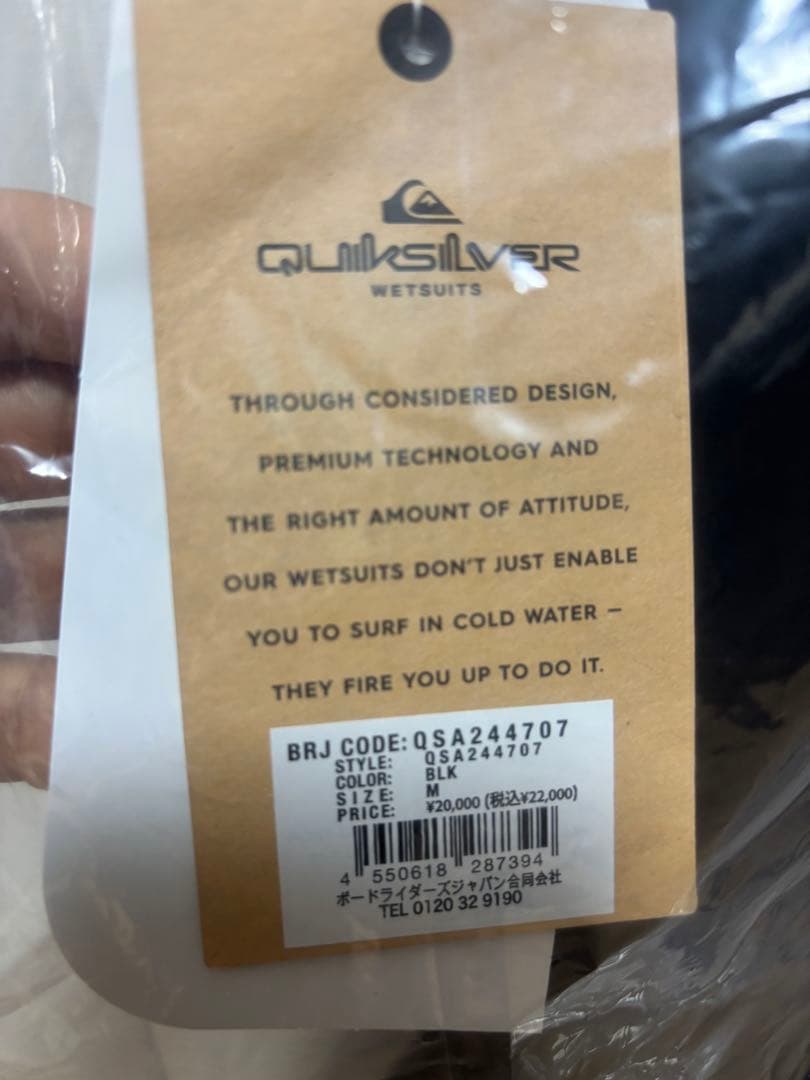 QUIKSILVER
WETSUITS
THROUGH CONSIDERED DESIGN,
PREMIUM TECHNOLOGY AND
THE RIGHT AMOUNT OF ATTITUDE,
OUR WETSUITS DON'T JUST ENABLE
YOU TO SURF IN COLD WATER –
THEY FIRE YOU UP TO DO IT.
BRJ CODE: QSA244707
STYLE: QSA244707
COLOR: BLK
SIZE: M
PRICE: ¥20,000 (税込¥22,000)
4 550618 287394
ボードライダーズジャパン合同会社
TEL 0120 32 9190